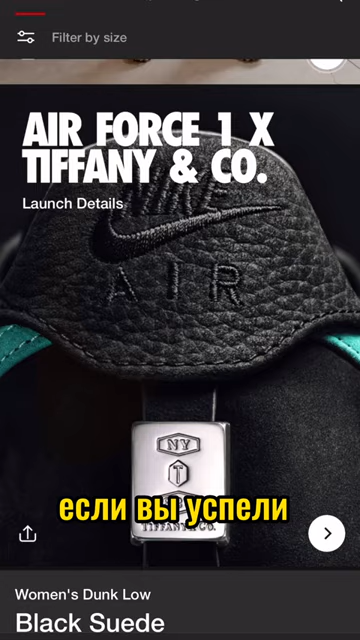 Filter by size
AIR FORCE 1 X
TIFFANY & CO.
Launch Details
NIKE
AIR
NY
T
если вы успели
TIFFANY & CO.
Women's Dunk Low
Black Suede